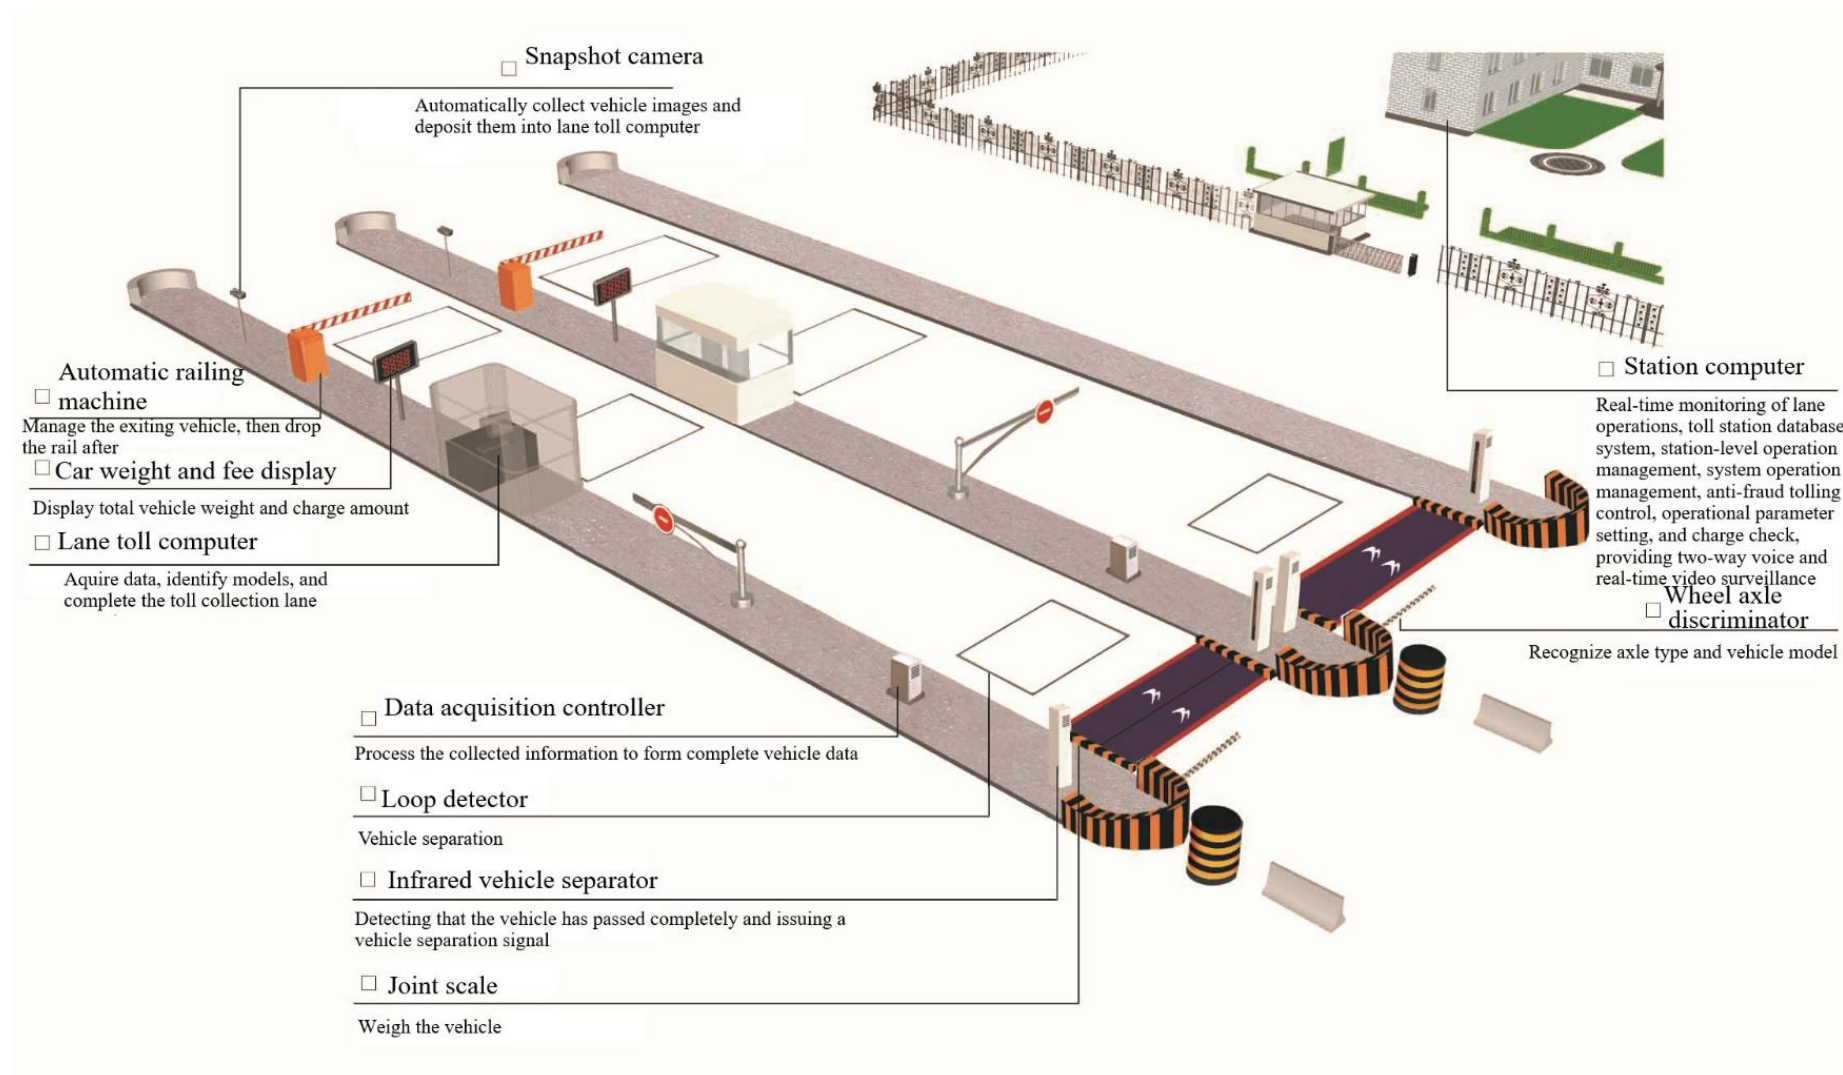 Snapshot camera
Automatically collect vehicle images and
deposit them into lane toll computer
Automatic railing
machine
Manage the exiting vehicle, then drop
the rail after
Car weight and fee display
Display total vehicle weight and charge amount
Lane toll computer
Aquire data, identify models, and
complete the toll collection lane
Data acquisition controller
Process the collected information to form complete vehicle data
Loop detector
Vehicle separation
Infrared vehicle separator
Detecting that the vehicle has passed completely and issuing a
vehicle separation signal
Joint scale
Weigh the vehicle
Station computer
Real-time monitoring of lane
operations, toll station database
system, station-level operation
management, system operation
management, anti-fraud tolling
control, operational parameter
setting, and charge check,
providing two-way voice and
real-time video surveillance
Wheel axle
discriminator
Recognize axle type and vehicle model